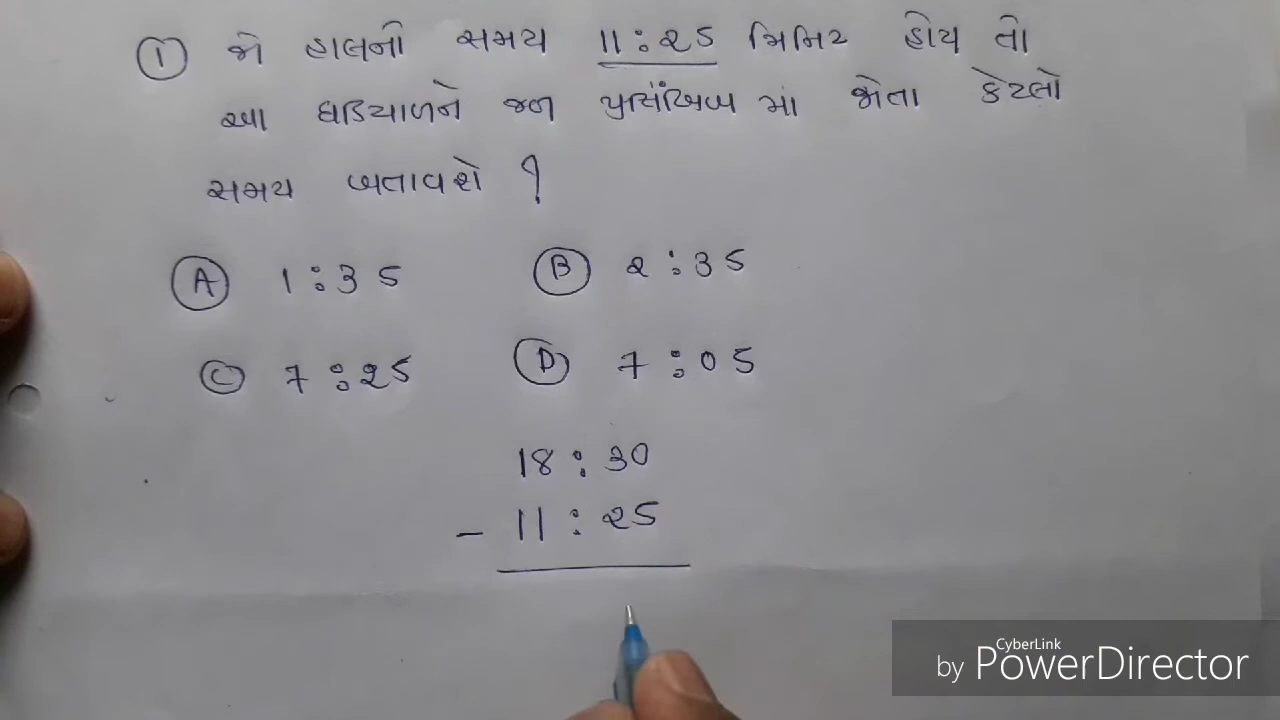 ① જો હાલનો સમય 11:25 મિનિટ હોય તો
આ ઘડિયાળને જળ પ્રતિબિંબ માં જોતા કેટલો
સમય બતાવશે ?
Ⓐ 1:35 Ⓑ 2:35
Ⓒ 7:25 Ⓓ 7:05
18:30
- 11:25
CyberLink
by PowerDirector